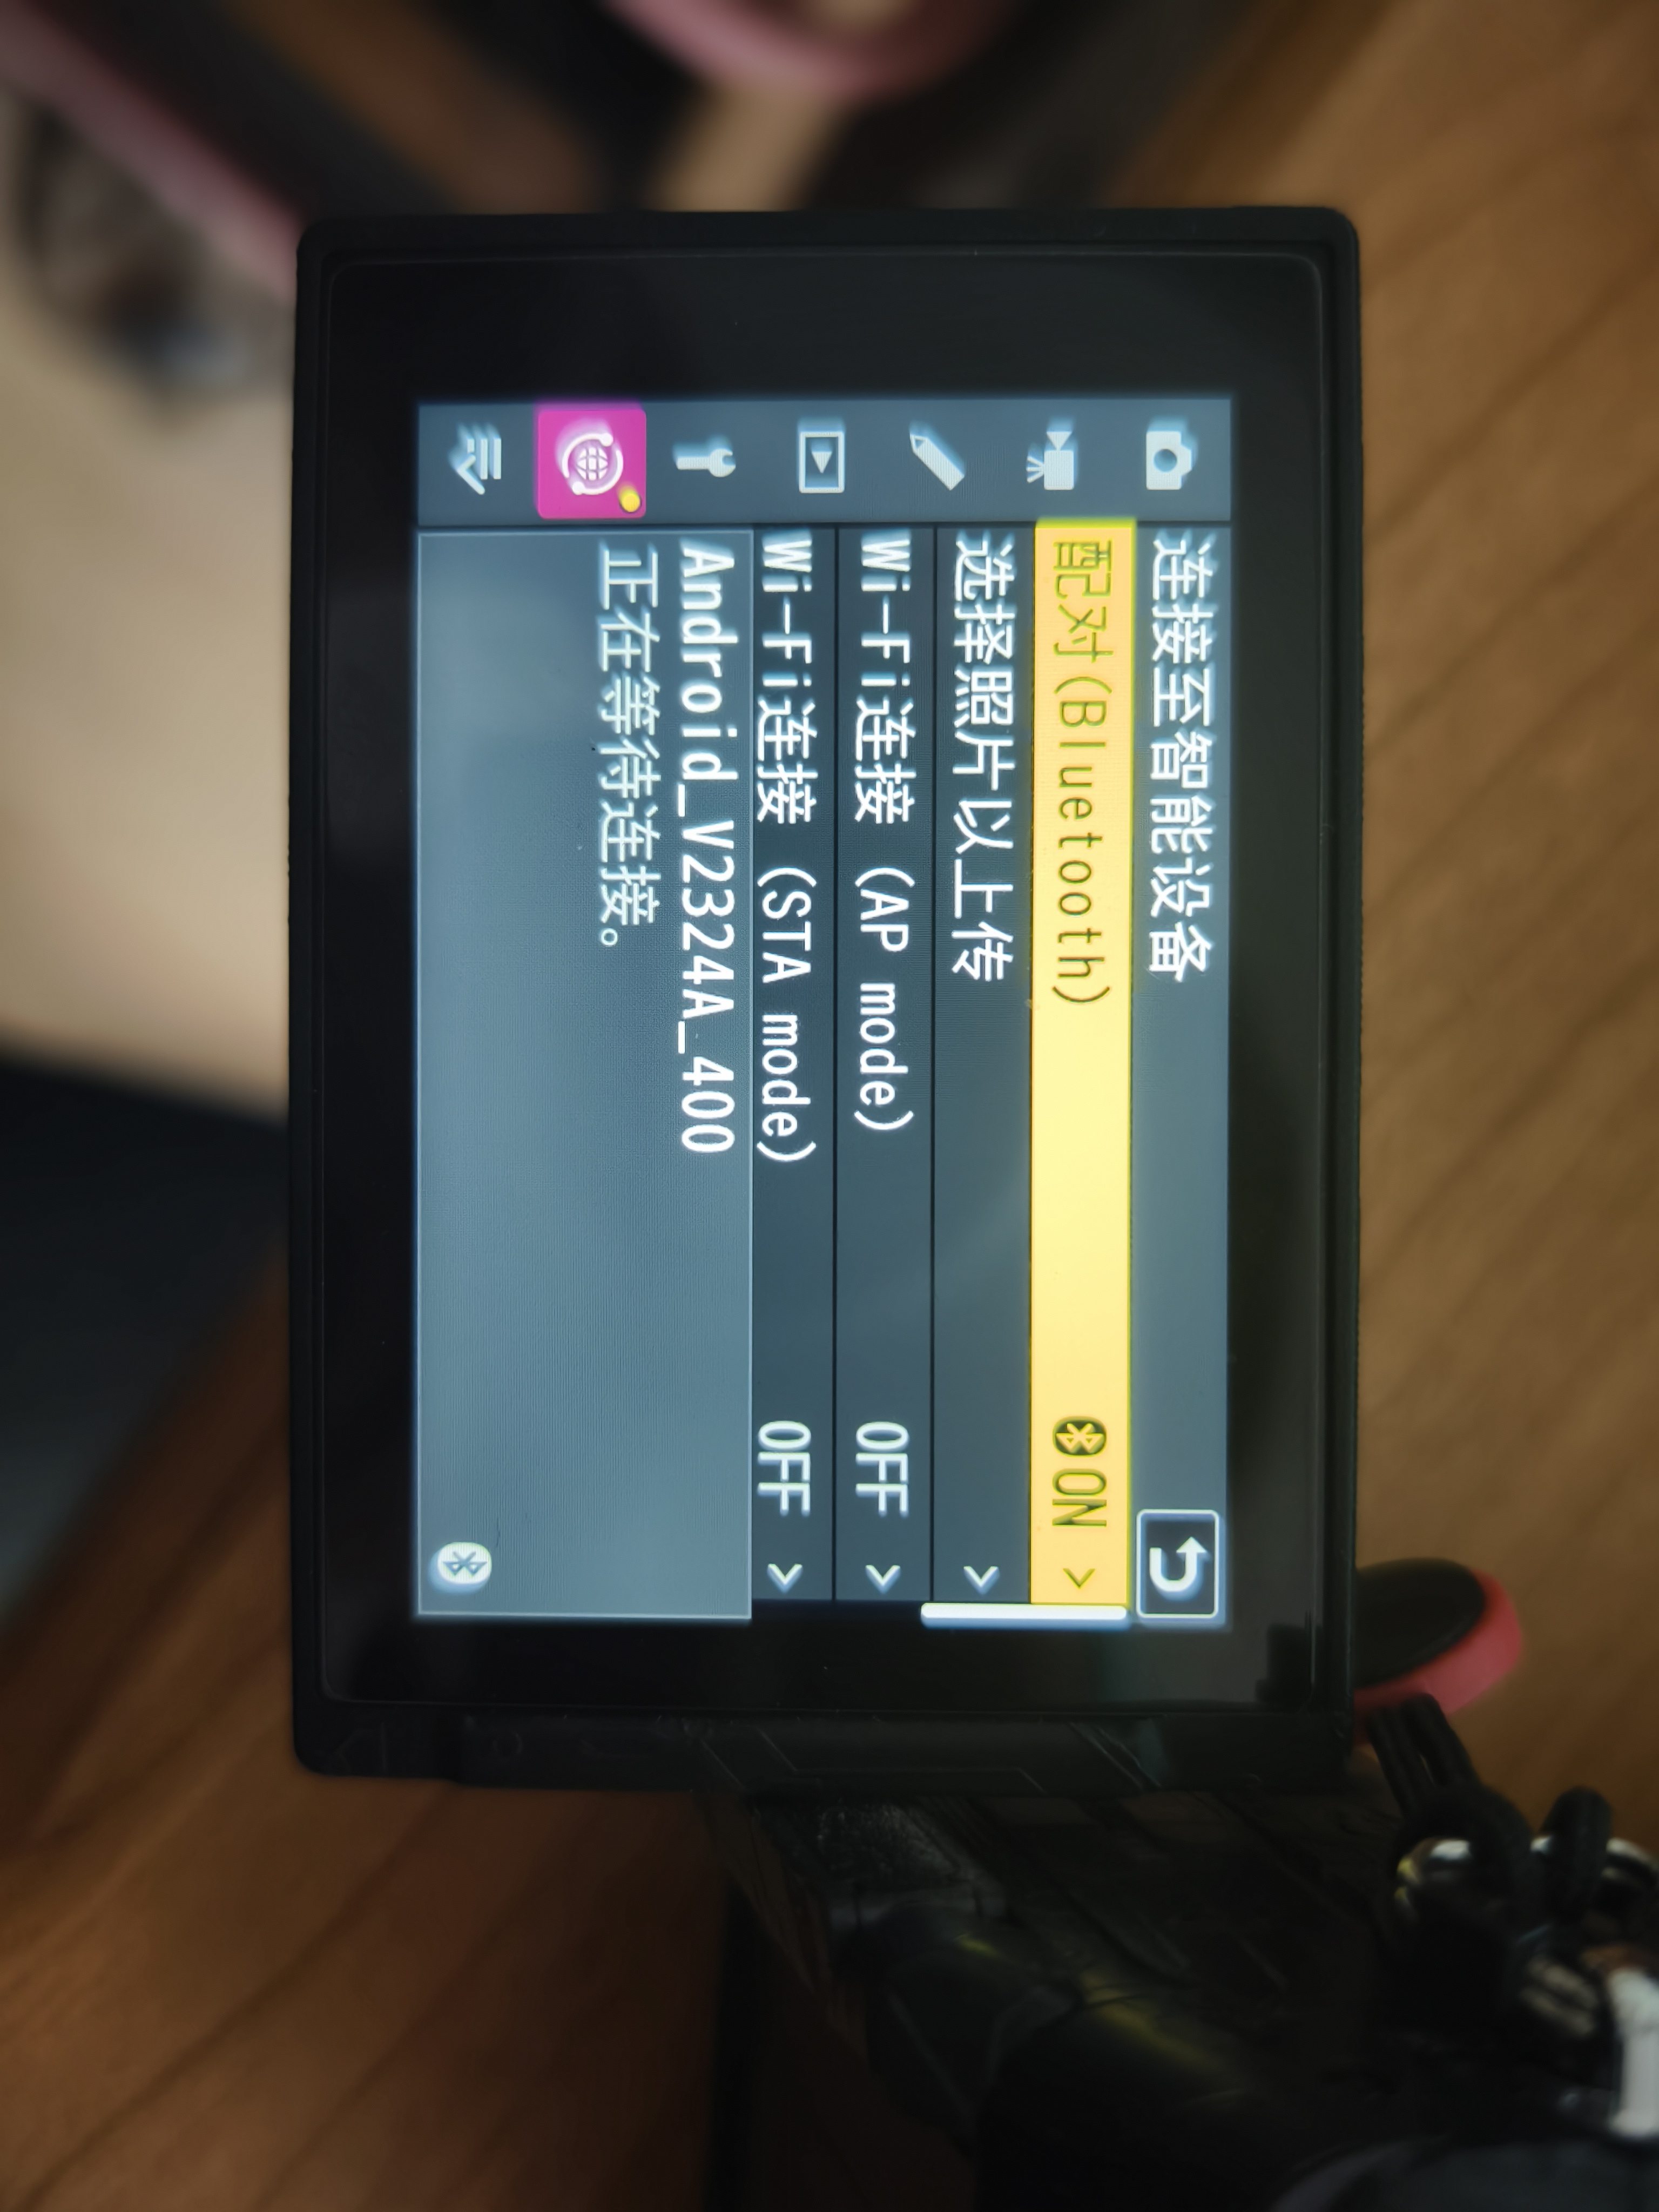 连接至智能设备
配对(Bluetooth) ON
选择照片以上传
Wi-Fi连接 (AP mode) OFF
Wi-Fi连接 (STA mode) OFF
Android_V2324A_400
正在等待连接。